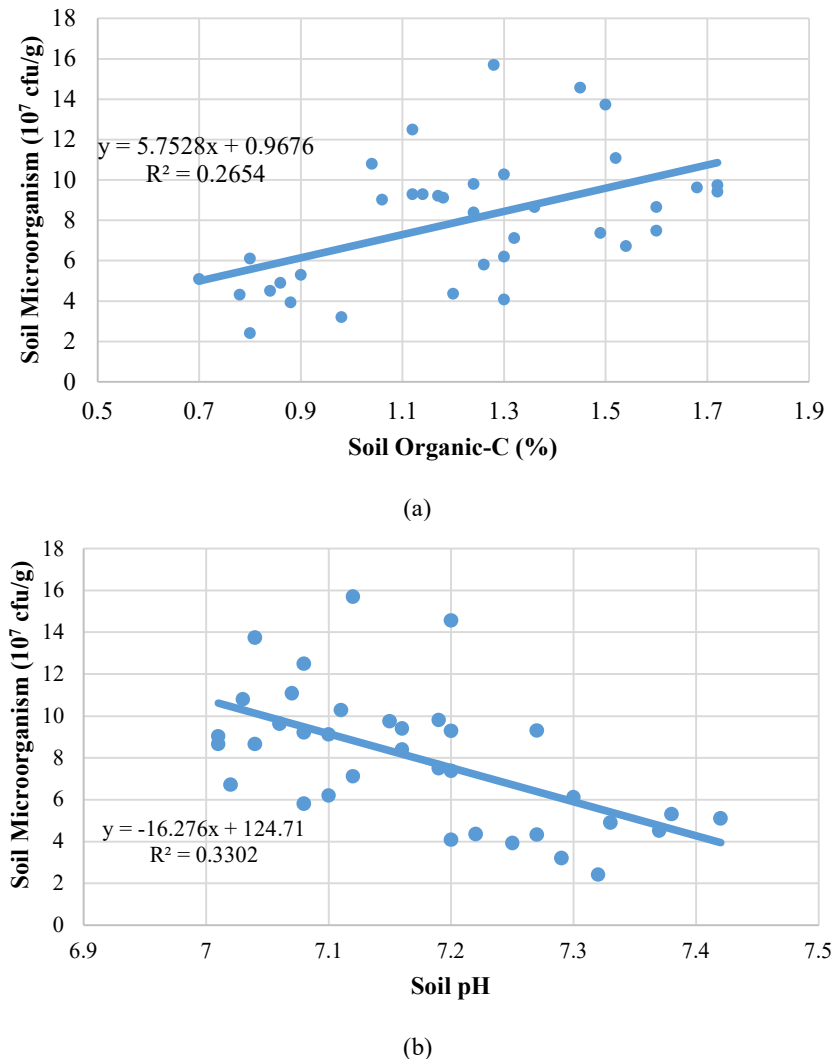 18
16
14
12
10
8
6
4
2
0
Soil Microorganism (10⁷ cfu/g)
y = 5.7528x + 0.9676
R² = 0.2654
0.5 0.7 0.9 1.1 1.3 1.5 1.7 1.9
Soil Organic-C (%)
(a)
18
16
14
12
10
8
6
4
2
0
Soil Microorganism (10⁷ cfu/g)
y = -16.276x + 124.71
R² = 0.3302
6.9 7 7.1 7.2 7.3 7.4 7.5
Soil pH
(b)